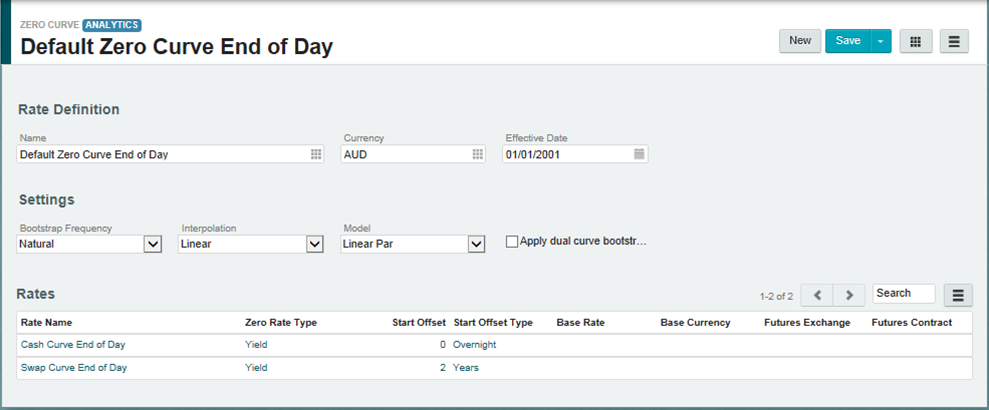 ZERO CURVE ANALYTICS
Default Zero Curve End of Day
New Save
Rate Definition
Name Currency Effective Date
Default Zero Curve End of Day AUD 01/01/2001
Settings
Bootstrap Frequency Interpolation Model
Natural Linear Linear Par Apply dual curve bootstr...
Rates 1-2 of 2 Search
Rate Name Zero Rate Type Start Offset Start Offset Type Base Rate Base Currency Futures Exchange Futures Contract
Cash Curve End of Day Yield 0 Overnight
Swap Curve End of Day Yield 2 Years